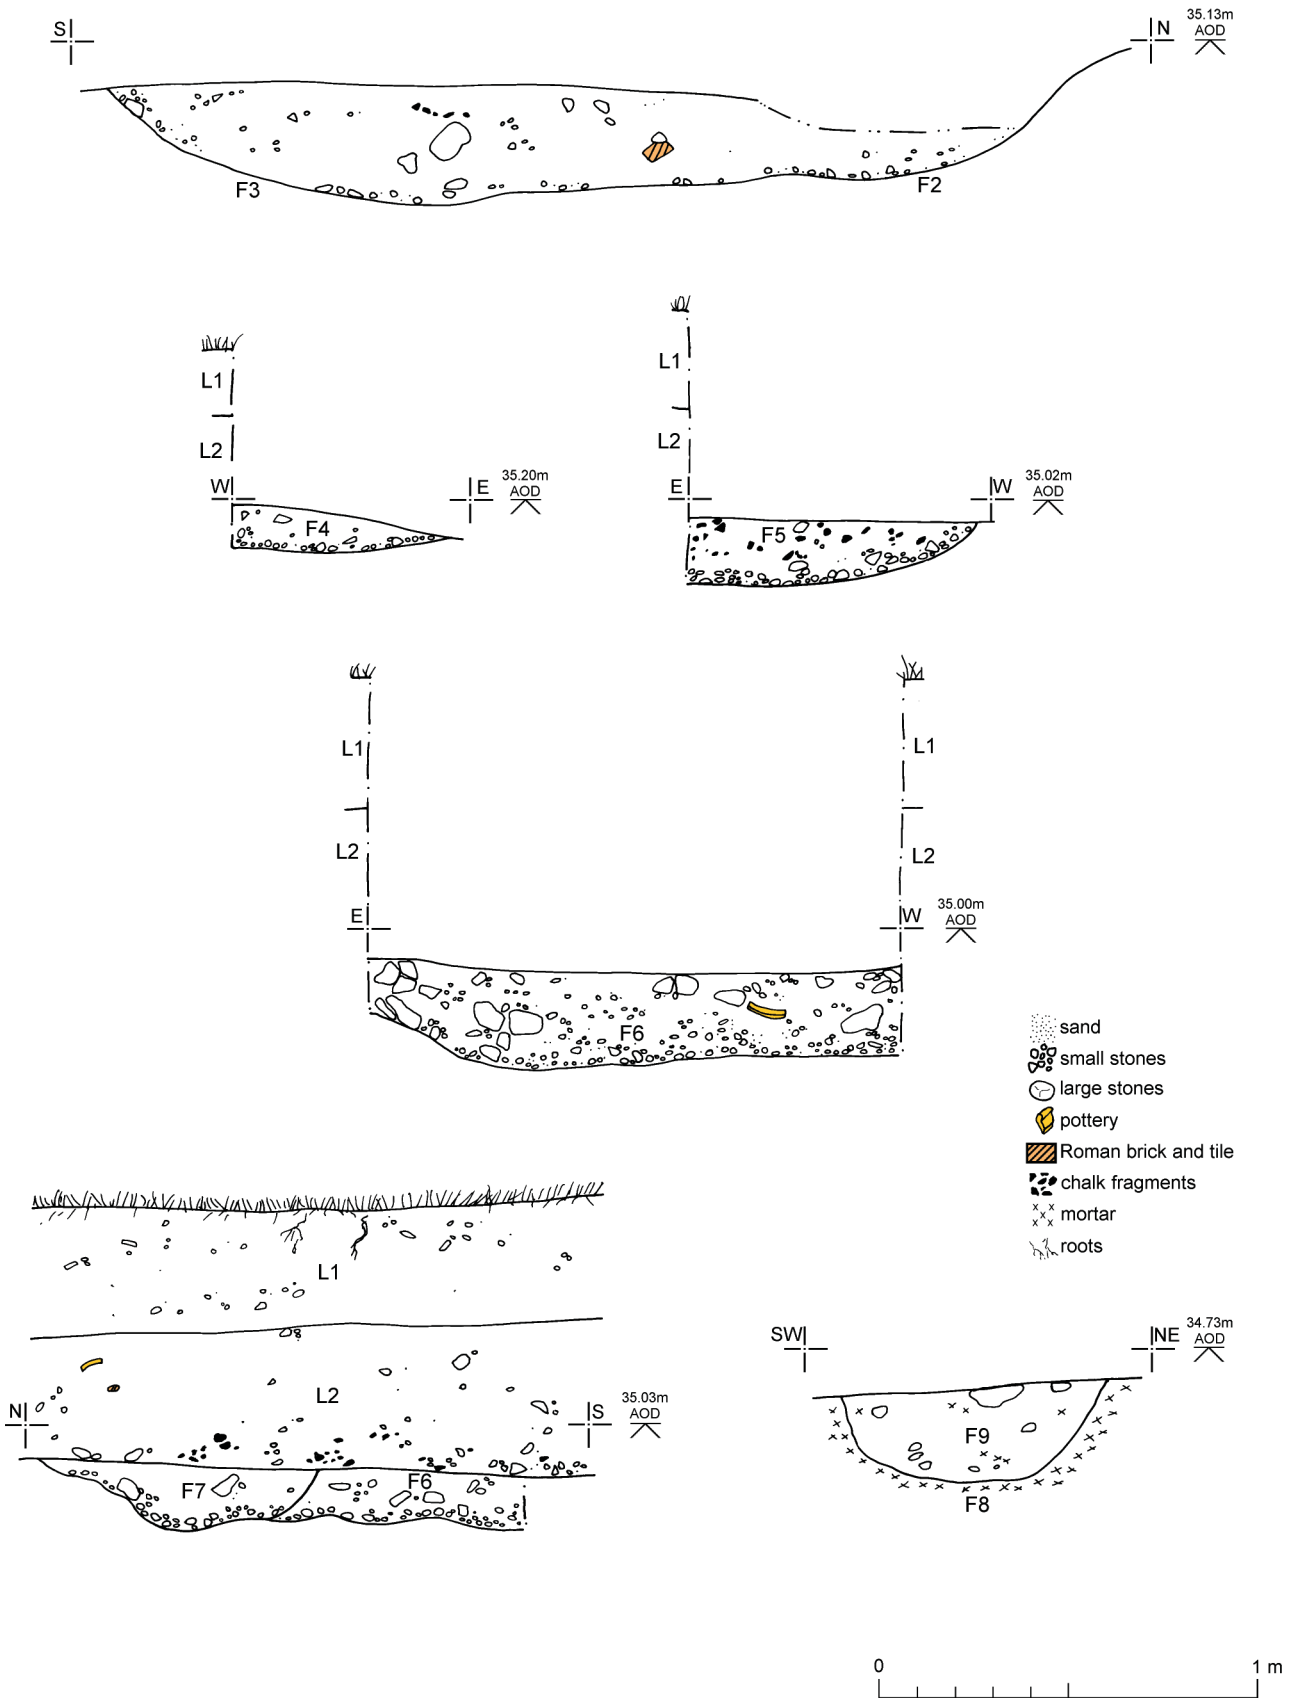 S
N
35.13m
AOD
F3
F2
L1
L2
W
E
35.20m
AOD
F4
L1
L2
E
W
35.02m
AOD
F5
L1
L1
L2
L2
E
W
35.00m
AOD
F6
sand
small stones
large stones
pottery
Roman brick and tile
chalk fragments
mortar
roots
L1
L2
N
S
35.03m
AOD
F7
F6
SW
NE
34.73m
AOD
F9
F8
0
1 m